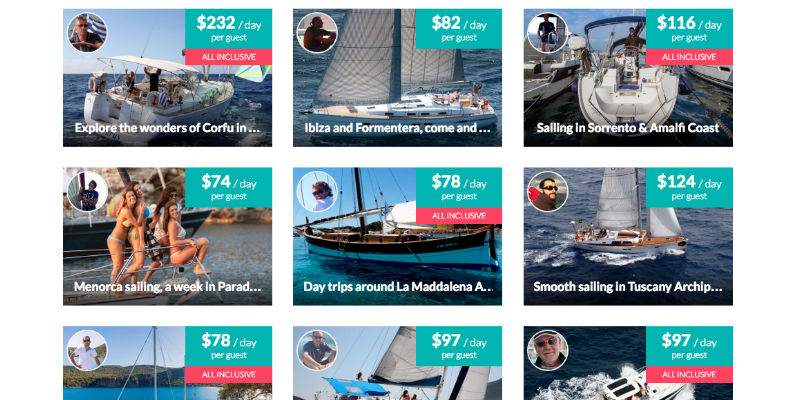 $232 / day
per guest
ALL INCLUSIVE
Explore the wonders of Corfu in ...
$82 / day
per guest
Ibiza and Formentera, come and ...
$116 / day
per guest
ALL INCLUSIVE
Sailing in Sorrento & Amalfi Coast
$74 / day
per guest
Menorca sailing, a week in Parad...
$78 / day
per guest
ALL INCLUSIVE
Day trips around La Maddalena A...
$124 / day
per guest
Smooth sailing in Tuscany Archip...
$78 / day
per guest
ALL INCLUSIVE
$97 / day
per guest
$97 / day
per guest
ALL INCLUSIVE